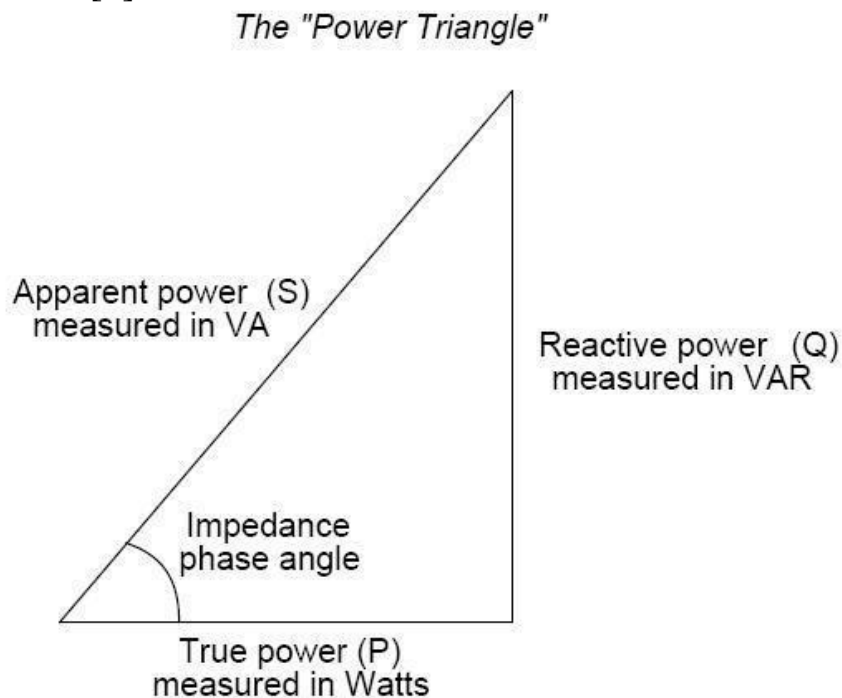 The "Power Triangle"
Apparent power (S)
measured in VA
Reactive power (Q)
measured in VAR
Impedance
phase angle
True power (P)
measured in Watts